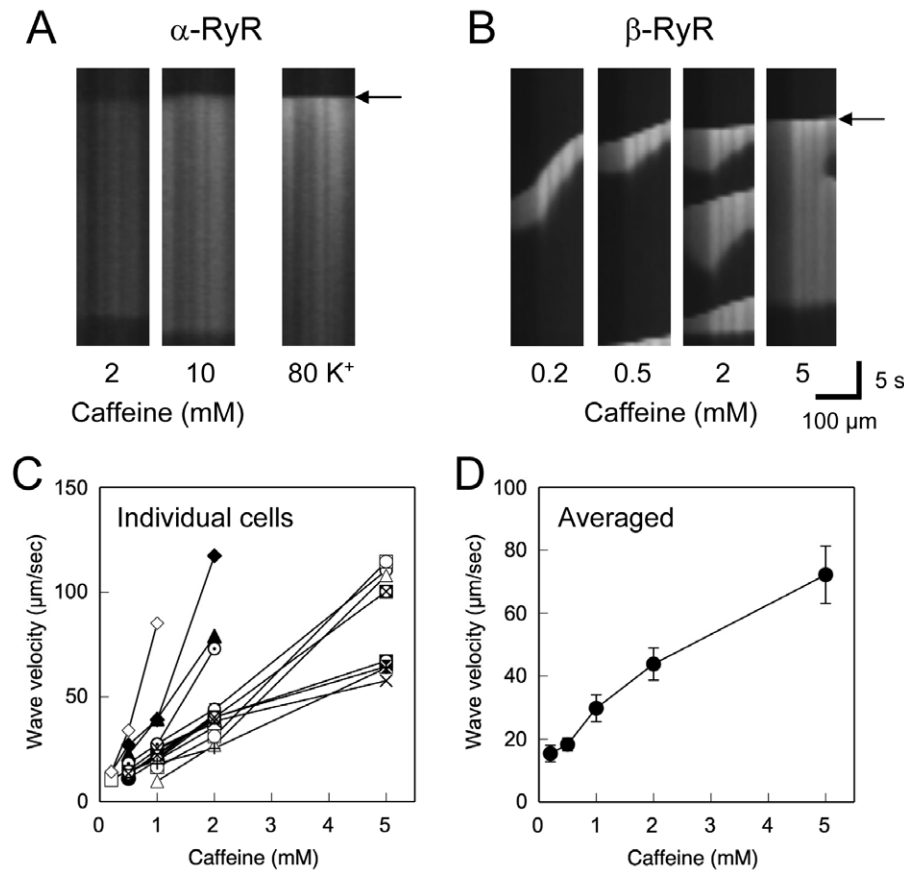 A
α-RyR
2
10
80 K⁺
Caffeine (mM)
B
β-RyR
0.2
0.5
2
5
Caffeine (mM)
5 s
100 µm
C
Individual cells
Wave velocity (µm/sec)
150
100
50
0
0
1
2
3
4
5
Caffeine (mM)
D
Averaged
Wave velocity (µm/sec)
100
80
60
40
20
0
0
1
2
3
4
5
Caffeine (mM)